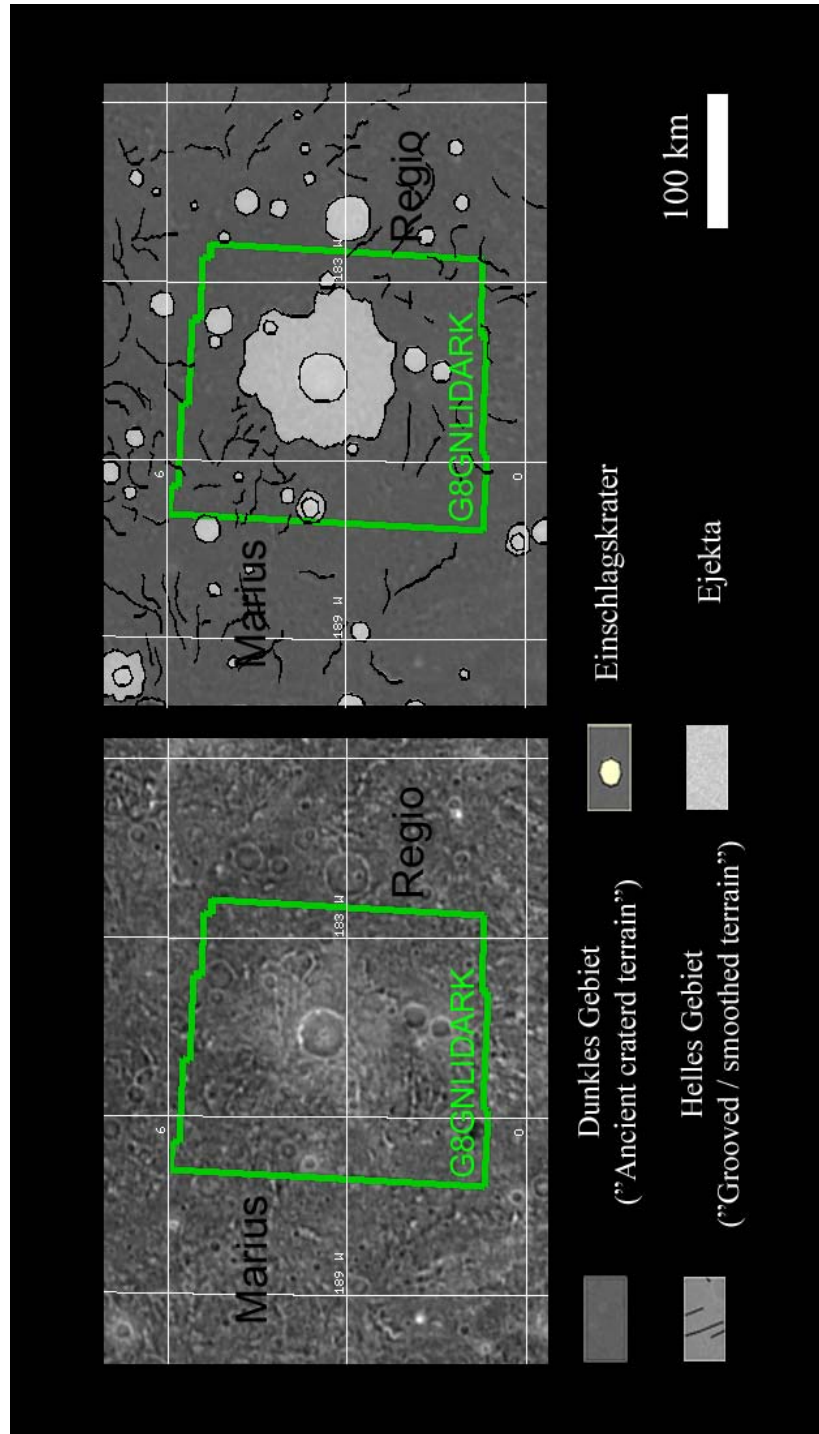 6
Marius
189 W
183 W
Regio
G8GNLIDARK
0
6
Marius
189 W
183 W
Regio
G8GNLIDARK
0
Dunkles Gebiet
(”Ancient craterd terrain”)
Einschlagskrater
Helles Gebiet
(”Grooved / smoothed terrain”)
Ejekta
100 km